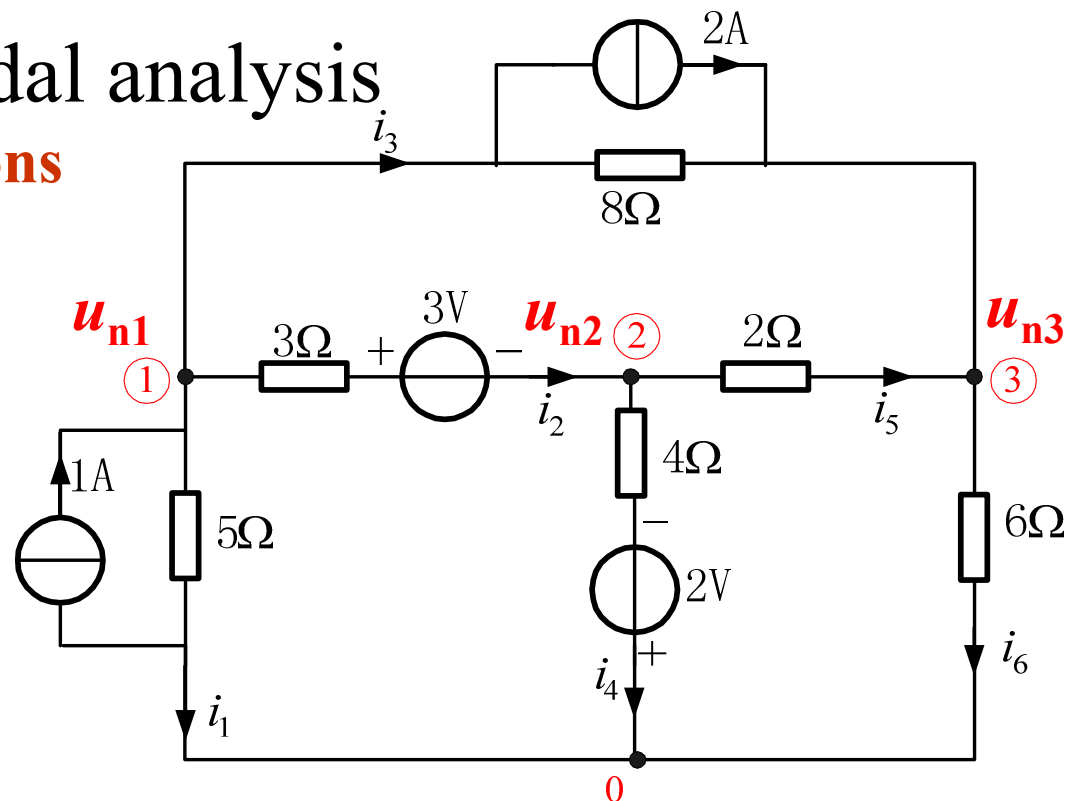 dal analysis
ons
2A
i3
8Ω
un1
3V
un2
2
2Ω
un3
3Ω
+
−
1
i2
i5
3
1A
4Ω
5Ω
−
6Ω
2V
+
i4
i6
i1
0